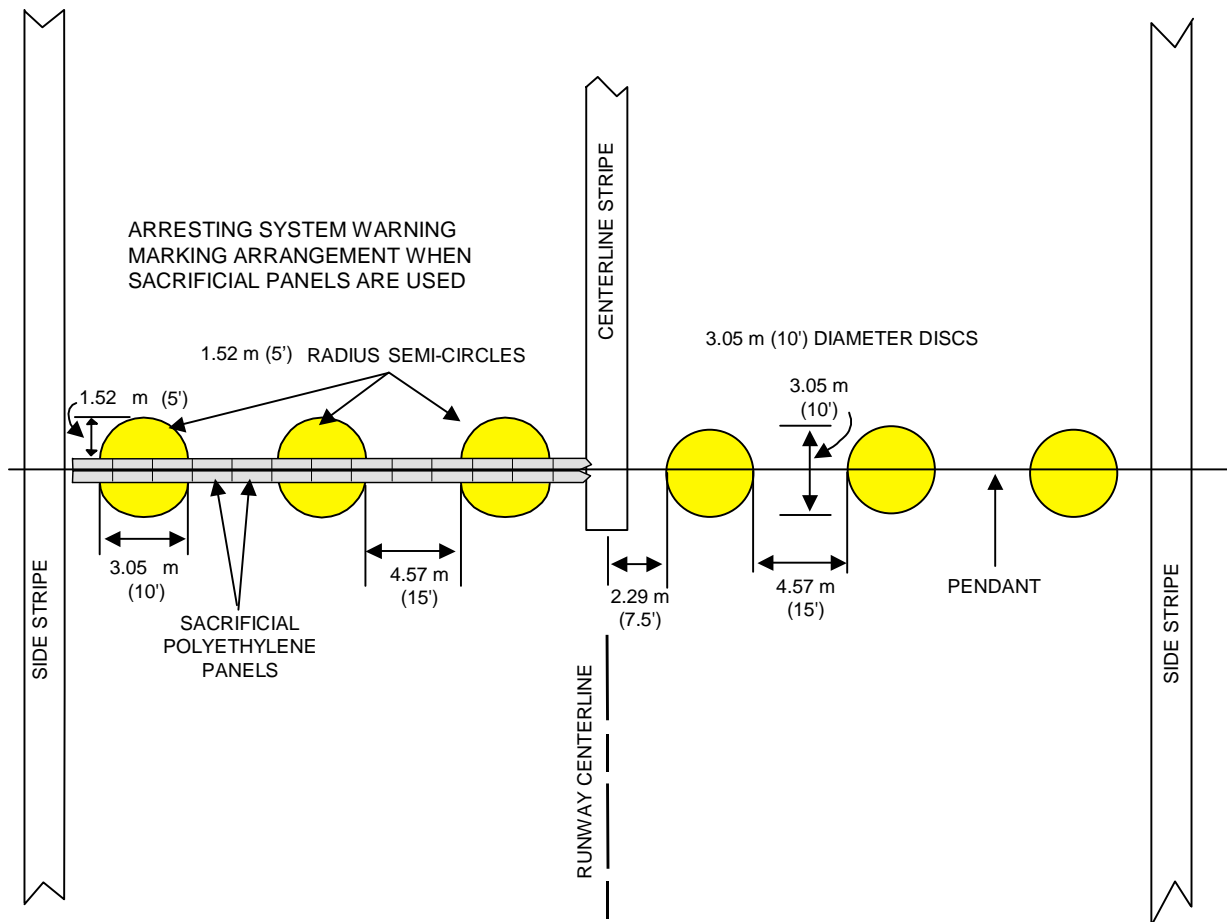 CENTERLINE STRIPE
ARRESTING SYSTEM WARNING
MARKING ARRANGEMENT WHEN
SACRIFICIAL PANELS ARE USED
3.05 m (10') DIAMETER DISCS
1.52 m (5') RADIUS SEMI-CIRCLES
1.52 m (5')
3.05 m
(10')
3.05 m
(10')
4.57 m
(15')
2.29 m
(7.5')
4.57 m
(15')
PENDANT
SACRIFICIAL
POLYETHYLENE
PANELS
SIDE STRIPE
RUNWAY CENTERLINE
SIDE STRIPE